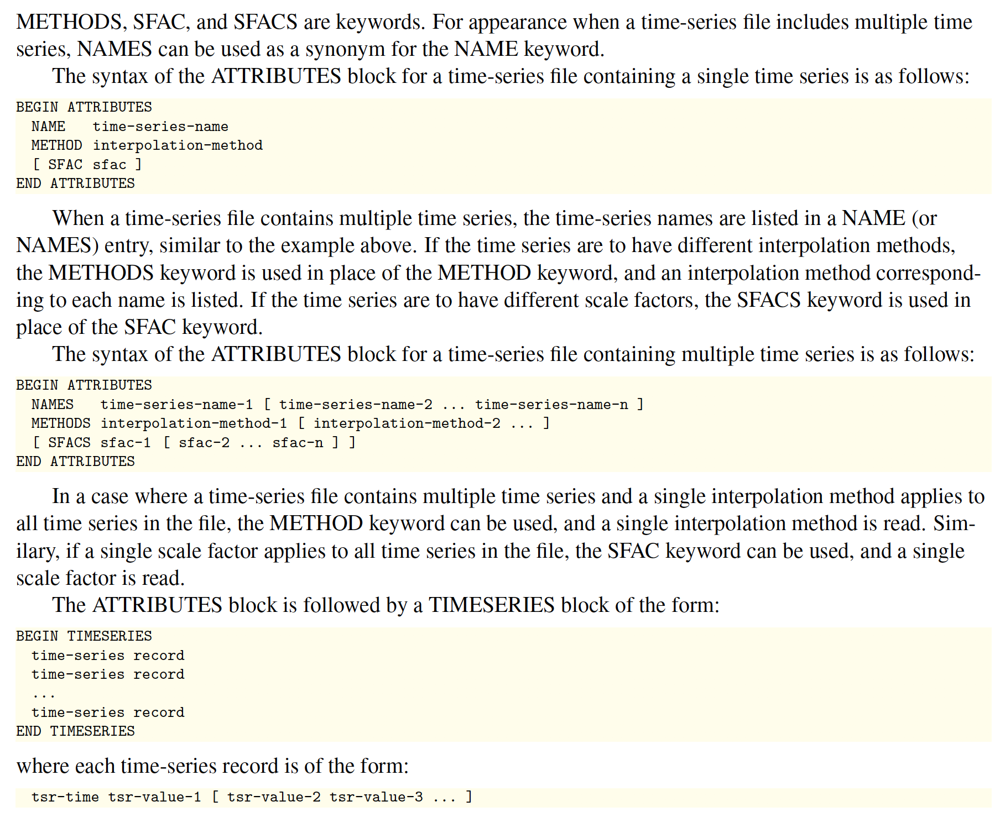 METHODS, SFAC, and SFACS are keywords. For appearance when a time-series file includes multiple time
series, NAMES can be used as a synonym for the NAME keyword.
The syntax of the ATTRIBUTES block for a time-series file containing a single time series is as follows:
BEGIN ATTRIBUTES
  NAME   time-series-name
  METHOD interpolation-method
  [ SFAC sfac ]
END ATTRIBUTES
When a time-series file contains multiple time series, the time-series names are listed in a NAME (or
NAMES) entry, similar to the example above. If the time series are to have different interpolation methods,
the METHODS keyword is used in place of the METHOD keyword, and an interpolation method correspond-
ing to each name is listed. If the time series are to have different scale factors, the SFACS keyword is used in
place of the SFAC keyword.
The syntax of the ATTRIBUTES block for a time-series file containing multiple time series is as follows:
BEGIN ATTRIBUTES
  NAMES   time-series-name-1 [ time-series-name-2 ... time-series-name-n ]
  METHODS interpolation-method-1 [ interpolation-method-2 ... ]
  [ SFACS sfac-1 [ sfac-2 ... sfac-n ] ]
END ATTRIBUTES
In a case where a time-series file contains multiple time series and a single interpolation method applies to
all time series in the file, the METHOD keyword can be used, and a single interpolation method is read. Sim-
ilary, if a single scale factor applies to all time series in the file, the SFAC keyword can be used, and a single
scale factor is read.
The ATTRIBUTES block is followed by a TIMESERIES block of the form:
BEGIN TIMESERIES
  time-series record
  time-series record
  ...
  time-series record
END TIMESERIES
where each time-series record is of the form:
  tsr-time tsr-value-1 [ tsr-value-2 tsr-value-3 ... ]